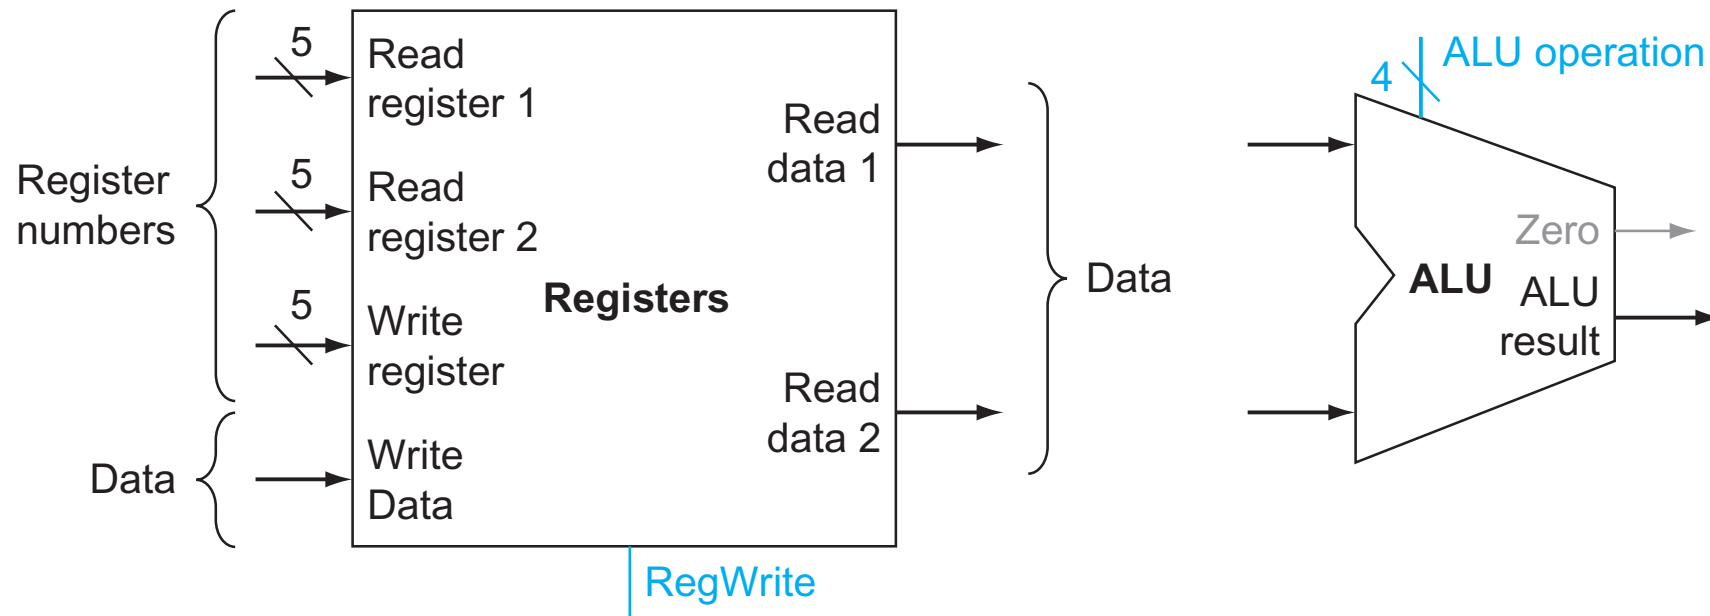 Register
numbers
Data
5
Read
register 1
5
Read
register 2
5
Write
register
Write
Data
Registers
Read
data 1
Read
data 2
RegWrite
Data
4
ALU operation
ALU
Zero
ALU
result